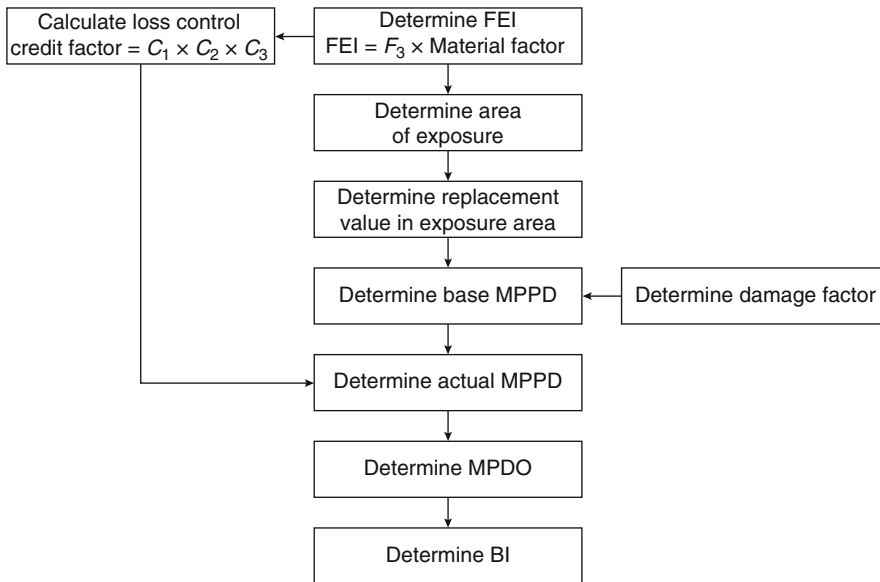 Calculate loss control
credit factor = C₁ × C₂ × C₃
Determine FEI
FEI = F₃ × Material factor
Determine area
of exposure
Determine replacement
value in exposure area
Determine base MPPD
Determine damage factor
Determine actual MPPD
Determine MPDO
Determine BI